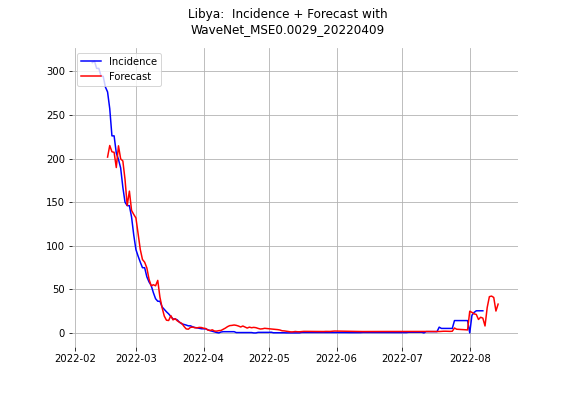 Libya:  Incidence + Forecast with
WaveNet_MSE0.0029_20220409
Incidence
Forecast
300
250
200
150
100
50
0
2022-02 2022-03 2022-04 2022-05 2022-06 2022-07 2022-08